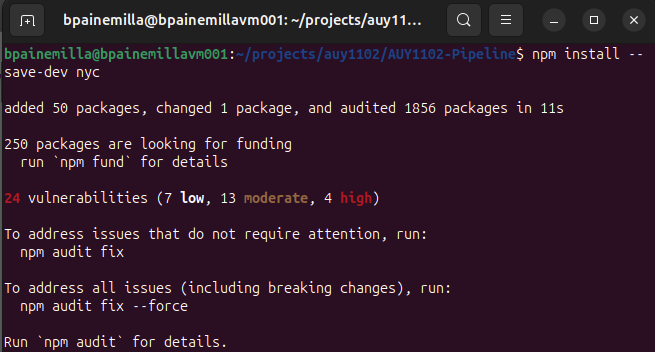 bpainemilla@bpainemillavm001: ~/projects/auy11...
bpainemilla@bpainemillavm001:~/projects/auy1102/AUY1102-Pipeline$ npm install --
save-dev nyc
added 50 packages, changed 1 package, and audited 1856 packages in 11s
250 packages are looking for funding
  run `npm fund` for details
24 vulnerabilities (7 low, 13 moderate, 4 high)
To address issues that do not require attention, run:
  npm audit fix
To address all issues (including breaking changes), run:
  npm audit fix --force
Run `npm audit` for details.